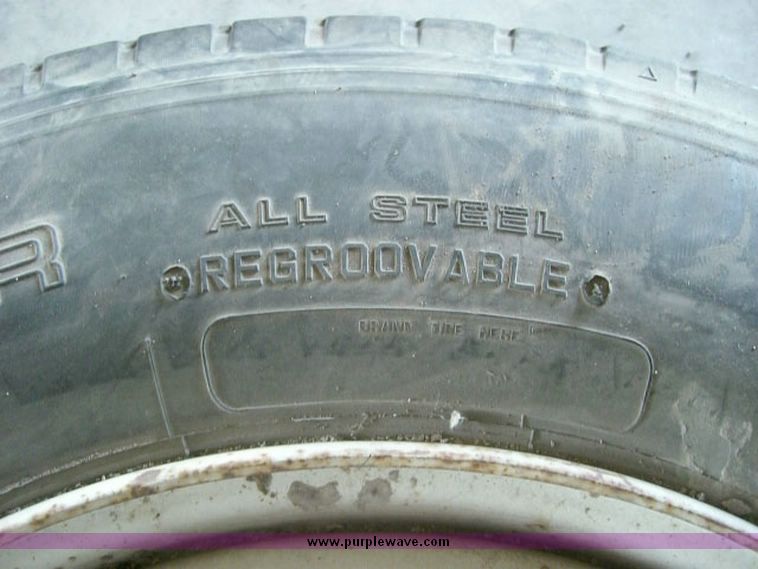 ALL STEEL
R
REGROOVABLE
BRAND TIRE HERE
www.purplewave.com